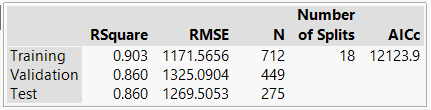 Number
RSquare RMSE N of Splits AICc
Training 0.903 1171.5656 712 18 12123.9
Validation 0.860 1325.0904 449
Test 0.860 1269.5053 275